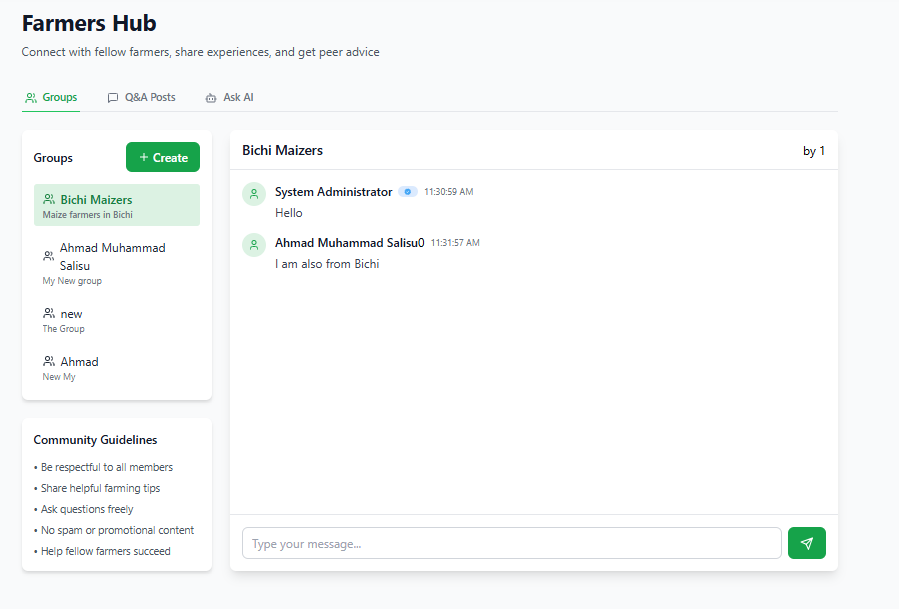 Farmers Hub
Connect with fellow farmers, share experiences, and get peer advice
Groups
Q&A Posts
Ask AI
Groups
+ Create
Bichi Maizers
Maize farmers in Bichi
Ahmad Muhammad
Salisu
My New group
new
The Group
Ahmad
New My
Community Guidelines
• Be respectful to all members
• Share helpful farming tips
• Ask questions freely
• No spam or promotional content
• Help fellow farmers succeed
Bichi Maizers
by 1
System Administrator 11:30:59 AM
Hello
Ahmad Muhammad Salisu0 11:31:57 AM
I am also from Bichi
Type your message...